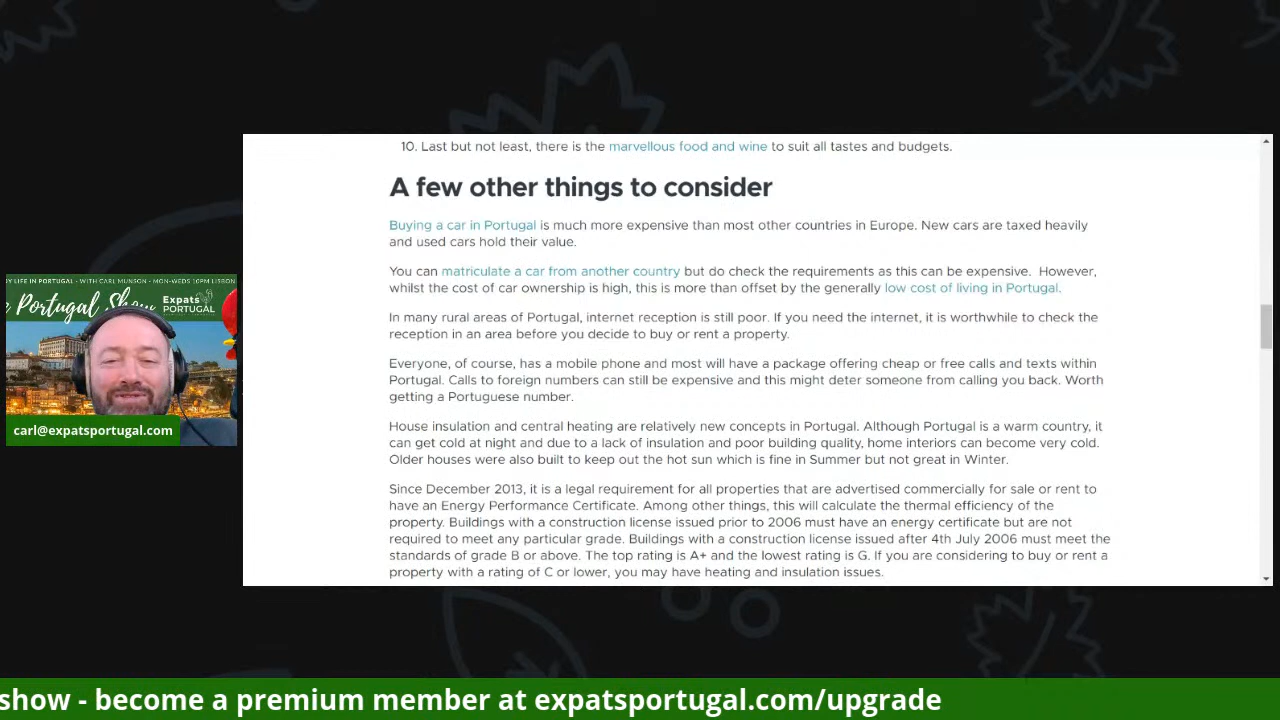 10. Last but not least, there is the marvellous food and wine to suit all tastes and budgets.
A few other things to consider
Buying a car in Portugal is much more expensive than most other countries in Europe. New cars are taxed heavily
and used cars hold their value.
You can matriculate a car from another country but do check the requirements as this can be expensive. However,
whilst the cost of car ownership is high, this is more than offset by the generally low cost of living in Portugal.
In many rural areas of Portugal, internet reception is still poor. If you need the internet, it is worthwhile to check the
reception in an area before you decide to buy or rent a property.
Everyone, of course, has a mobile phone and most will have a package offering cheap or free calls and texts within
Portugal. Calls to foreign numbers can still be expensive and this might deter someone from calling you back. Worth
getting a Portuguese number.
House insulation and central heating are relatively new concepts in Portugal. Although Portugal is a warm country, it
can get cold at night and due to a lack of insulation and poor building quality, home interiors can become very cold.
Older houses were also built to keep out the hot sun which is fine in Summer but not great in Winter.
Since December 2013, it is a legal requirement for all properties that are advertised commercially for sale or rent to
have an Energy Performance Certificate. Among other things, this will calculate the thermal efficiency of the
property. Buildings with a construction license issued prior to 2006 must have an energy certificate but are not
required to meet any particular grade. Buildings with a construction license issued after 4th July 2006 must meet the
standards of grade B or above. The top rating is A+ and the lowest rating is G. If you are considering to buy or rent a
property with a rating of C or lower, you may have heating and insulation issues.
Y LIFE IN PORTUGAL - WITH CARL MUNSON - MON-WEDS 10PM LISBON
e Portugal Show
Expats
PORTUGAL
carl@expatsportugal.com
show - become a premium member at expatsportugal.com/upgrade